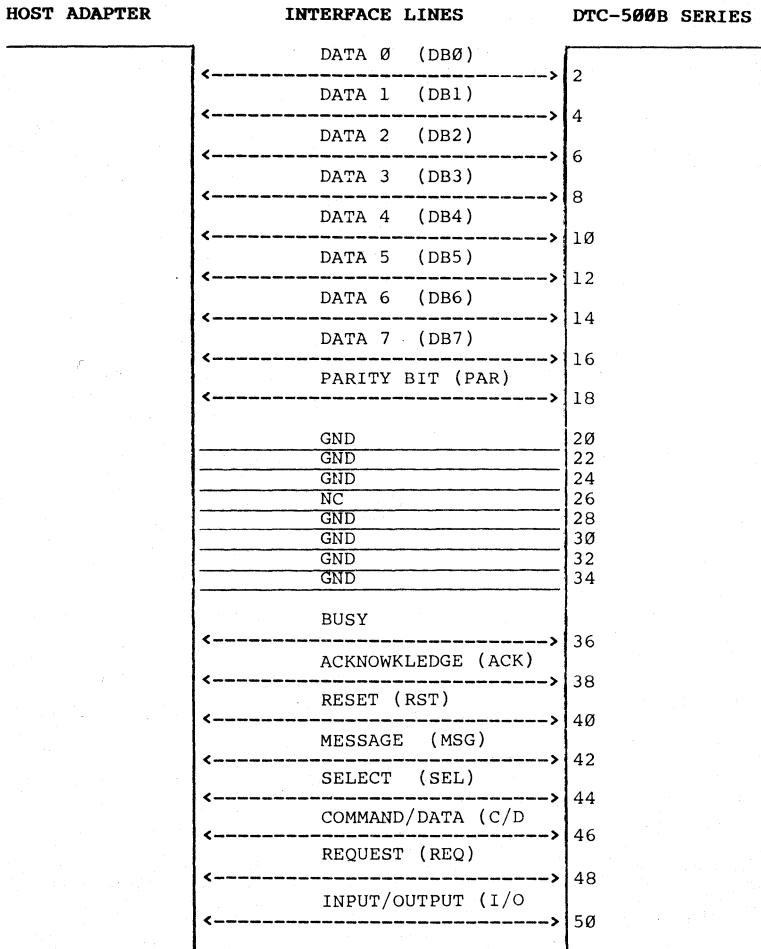 HOST ADAPTER INTERFACE LINES DTC-5ØØB SERIES
DATA Ø (DBØ)
2
DATA 1 (DB1)
4
DATA 2 (DB2)
6
DATA 3 (DB3)
8
DATA 4 (DB4)
1Ø
DATA 5 (DB5)
12
DATA 6 (DB6)
14
DATA 7 (DB7)
16
PARITY BIT (PAR)
18
GND 2Ø
GND 22
GND 24
NC 26
GND 28
GND 3Ø
GND 32
GND 34
BUSY
36
ACKNOWKLEDGE (ACK)
38
RESET (RST)
4Ø
MESSAGE (MSG)
42
SELECT (SEL)
44
COMMAND/DATA (C/D
46
REQUEST (REQ)
48
INPUT/OUTPUT (I/O
5Ø